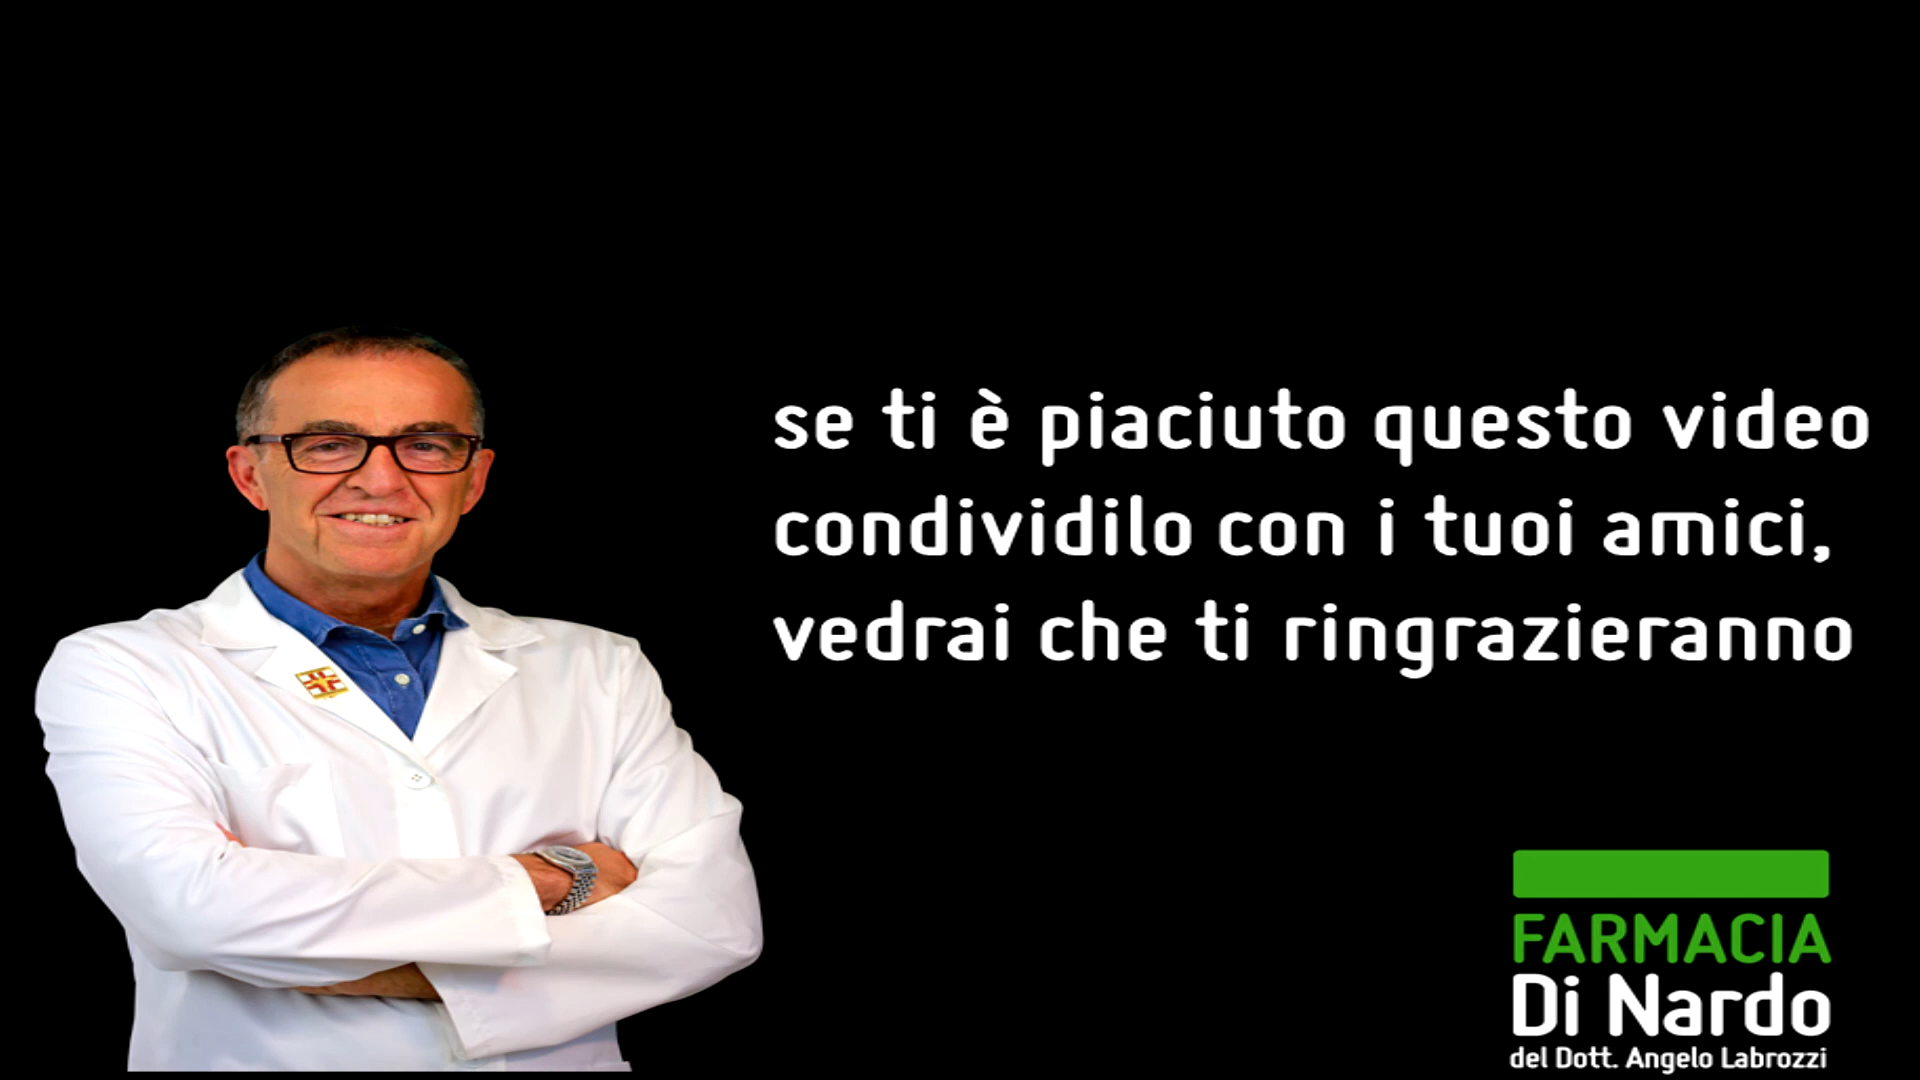 se ti è piaciuto questo video
condividilo con i tuoi amici,
vedrai che ti ringrazieranno
FARMACIA
Di Nardo
del Dott. Angelo Labrozzi